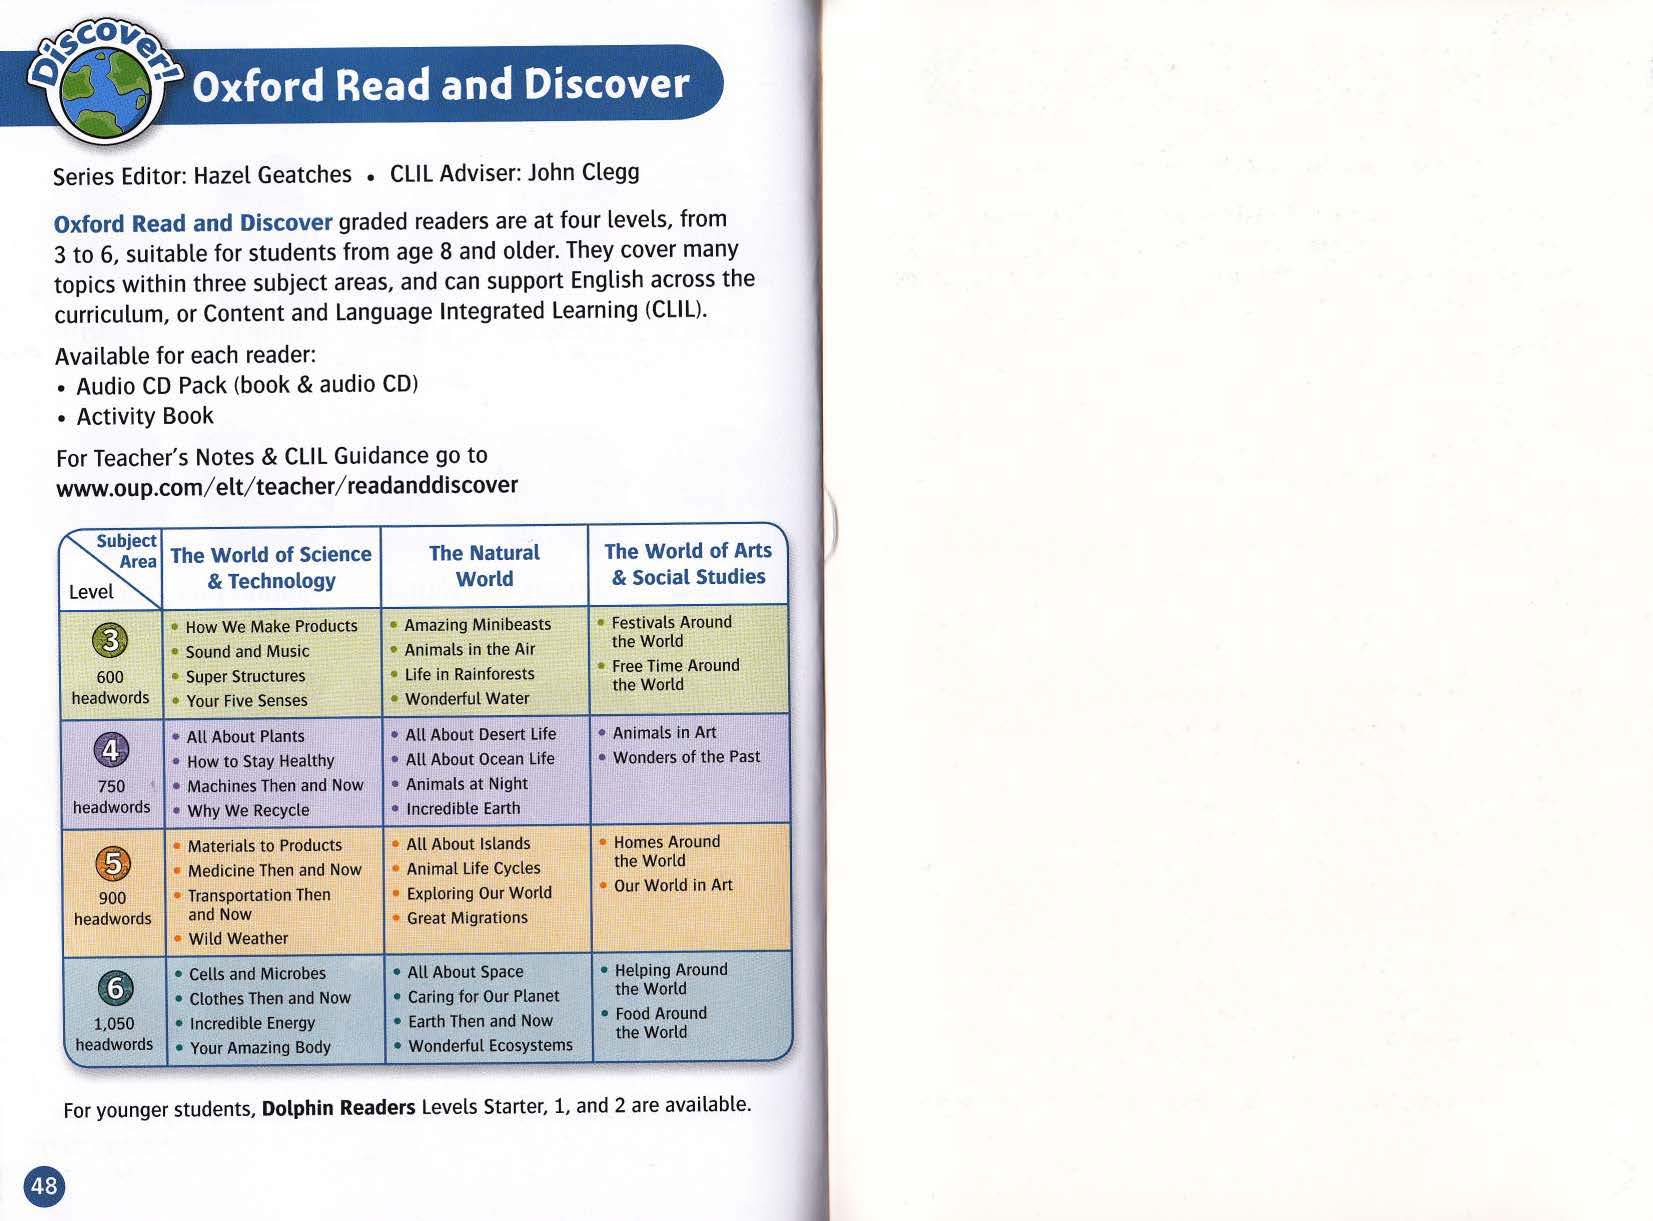 Discover!
Oxford Read and Discover
Series Editor: Hazel Geatches • CLIL Adviser: John Clegg
Oxford Read and Discover graded readers are at four levels, from
3 to 6, suitable for students from age 8 and older. They cover many
topics within three subject areas, and can support English across the
curriculum, or Content and Language Integrated Learning (CLIL).
Available for each reader:
• Audio CD Pack (book & audio CD)
• Activity Book
For Teacher's Notes & CLIL Guidance go to
www.oup.com/elt/teacher/readanddiscover
Subject
Area
Level
The World of Science
& Technology
The Natural
World
The World of Arts
& Social Studies
3
600
headwords
• How We Make Products
• Sound and Music
• Super Structures
• Your Five Senses
• Amazing Minibeasts
• Animals in the Air
• Life in Rainforests
• Wonderful Water
• Festivals Around
the World
• Free Time Around
the World
4
750
headwords
• All About Plants
• How to Stay Healthy
• Machines Then and Now
• Why We Recycle
• All About Desert Life
• All About Ocean Life
• Animals at Night
• Incredible Earth
• Animals in Art
• Wonders of the Past
5
900
headwords
• Materials to Products
• Medicine Then and Now
• Transportation Then
and Now
• Wild Weather
• All About Islands
• Animal Life Cycles
• Exploring Our World
• Great Migrations
• Homes Around
the World
• Our World in Art
6
1,050
headwords
• Cells and Microbes
• Clothes Then and Now
• Incredible Energy
• Your Amazing Body
• All About Space
• Caring for Our Planet
• Earth Then and Now
• Wonderful Ecosystems
• Helping Around
the World
• Food Around
the World
For younger students, Dolphin Readers Levels Starter, 1, and 2 are available.
48